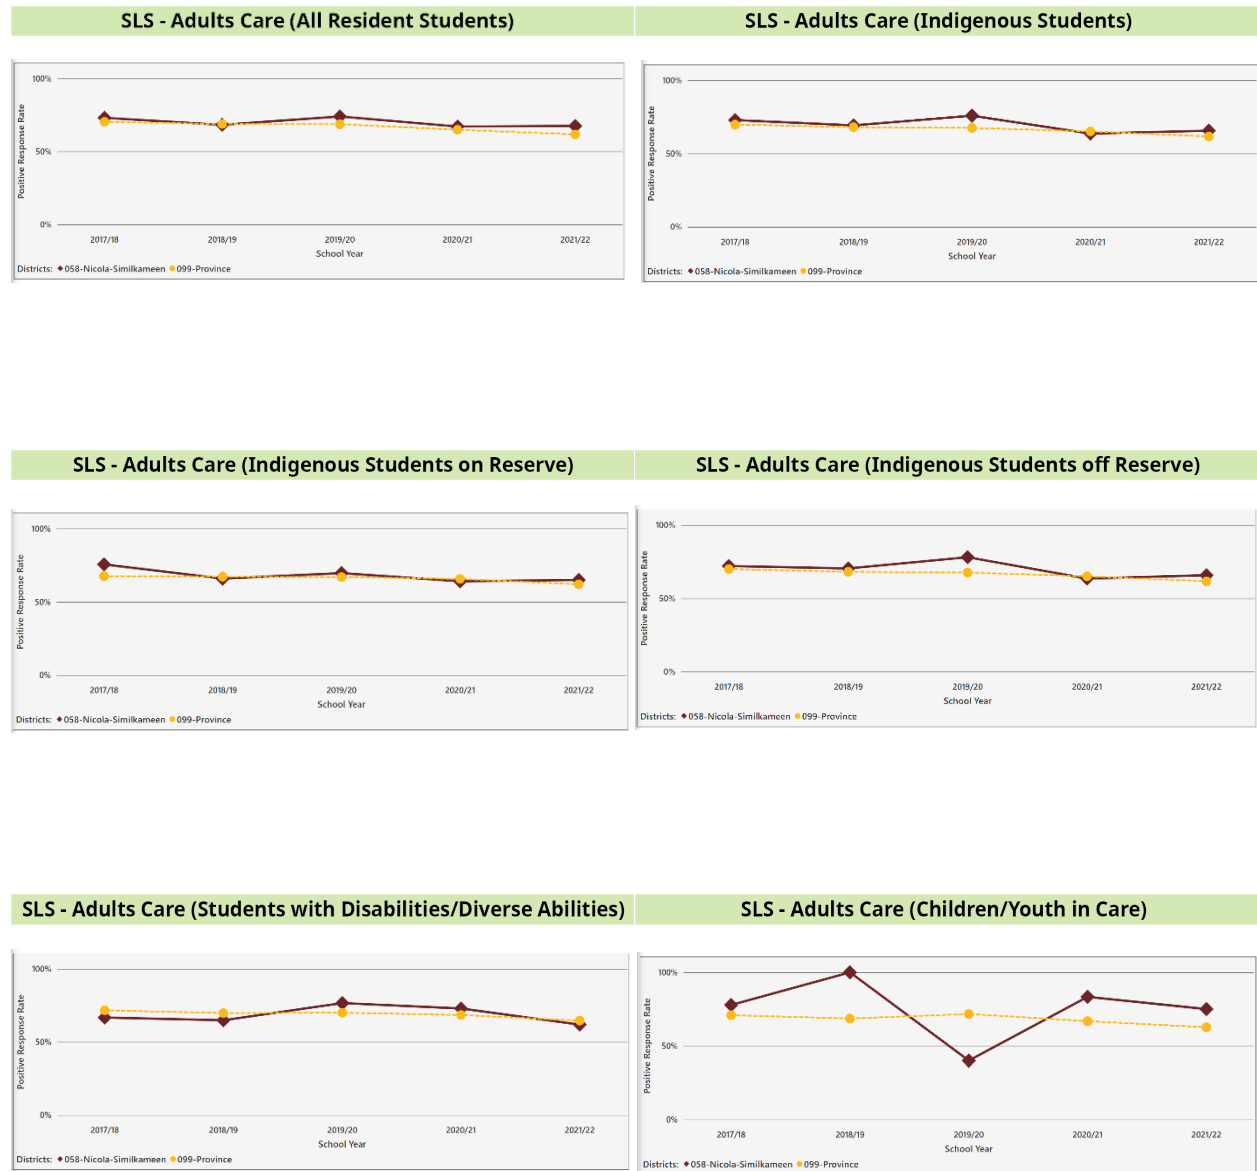 SLS - Adults Care (All Resident Students)
100%
50%
0%
Positive Response Rate
2017/18 2018/19 2019/20 2020/21 2021/22
School Year
Districts: 058-Nicola-Similkameen 099-Province
SLS - Adults Care (Indigenous Students)
100%
50%
0%
Positive Response Rate
2017/18 2018/19 2019/20 2020/21 2021/22
School Year
Districts: 058-Nicola-Similkameen 099-Province
SLS - Adults Care (Indigenous Students on Reserve)
100%
50%
0%
Positive Response Rate
2017/18 2018/19 2019/20 2020/21 2021/22
School Year
Districts: 058-Nicola-Similkameen 099-Province
SLS - Adults Care (Indigenous Students off Reserve)
100%
50%
0%
Positive Response Rate
2017/18 2018/19 2019/20 2020/21 2021/22
School Year
Districts: 058-Nicola-Similkameen 099-Province
SLS - Adults Care (Students with Disabilities/Diverse Abilities)
100%
50%
0%
Positive Response Rate
2017/18 2018/19 2019/20 2020/21 2021/22
School Year
Districts: 058-Nicola-Similkameen 099-Province
SLS - Adults Care (Children/Youth in Care)
100%
50%
0%
Positive Response Rate
2017/18 2018/19 2019/20 2020/21 2021/22
School Year
Districts: 058-Nicola-Similkameen 099-Province